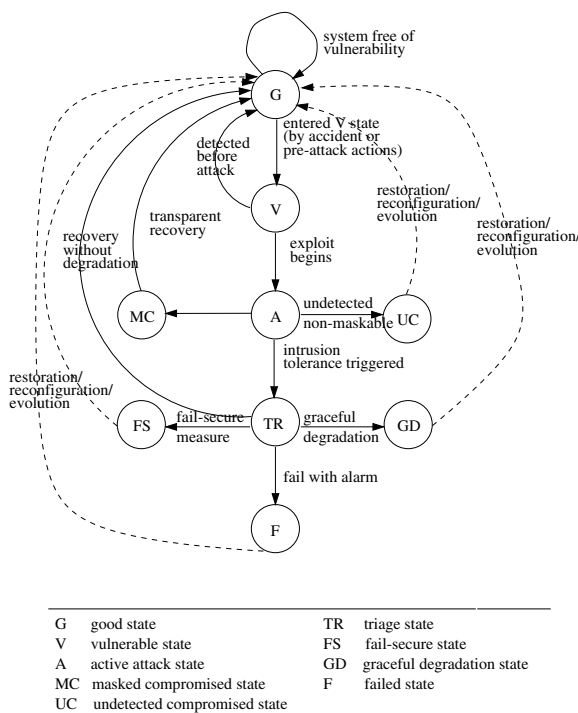 system free of
vulnerability
G
entered V state
(by accident or
pre-attack actions)
detected
before
attack
restoration/
reconfiguration/
evolution
V
transparent
recovery
restoration/
reconfiguration/
evolution
recovery
without
degradation
exploit
begins
MC
A
undetected
non-maskable
UC
intrusion
tolerance triggered
restoration/
reconfiguration/
evolution
FS
fail-secure
measure
TR
graceful
degradation
GD
fail with alarm
F
G good state
V vulnerable state
A active attack state
MC masked compromised state
UC undetected compromised state
TR triage state
FS fail-secure state
GD graceful degradation state
F failed state